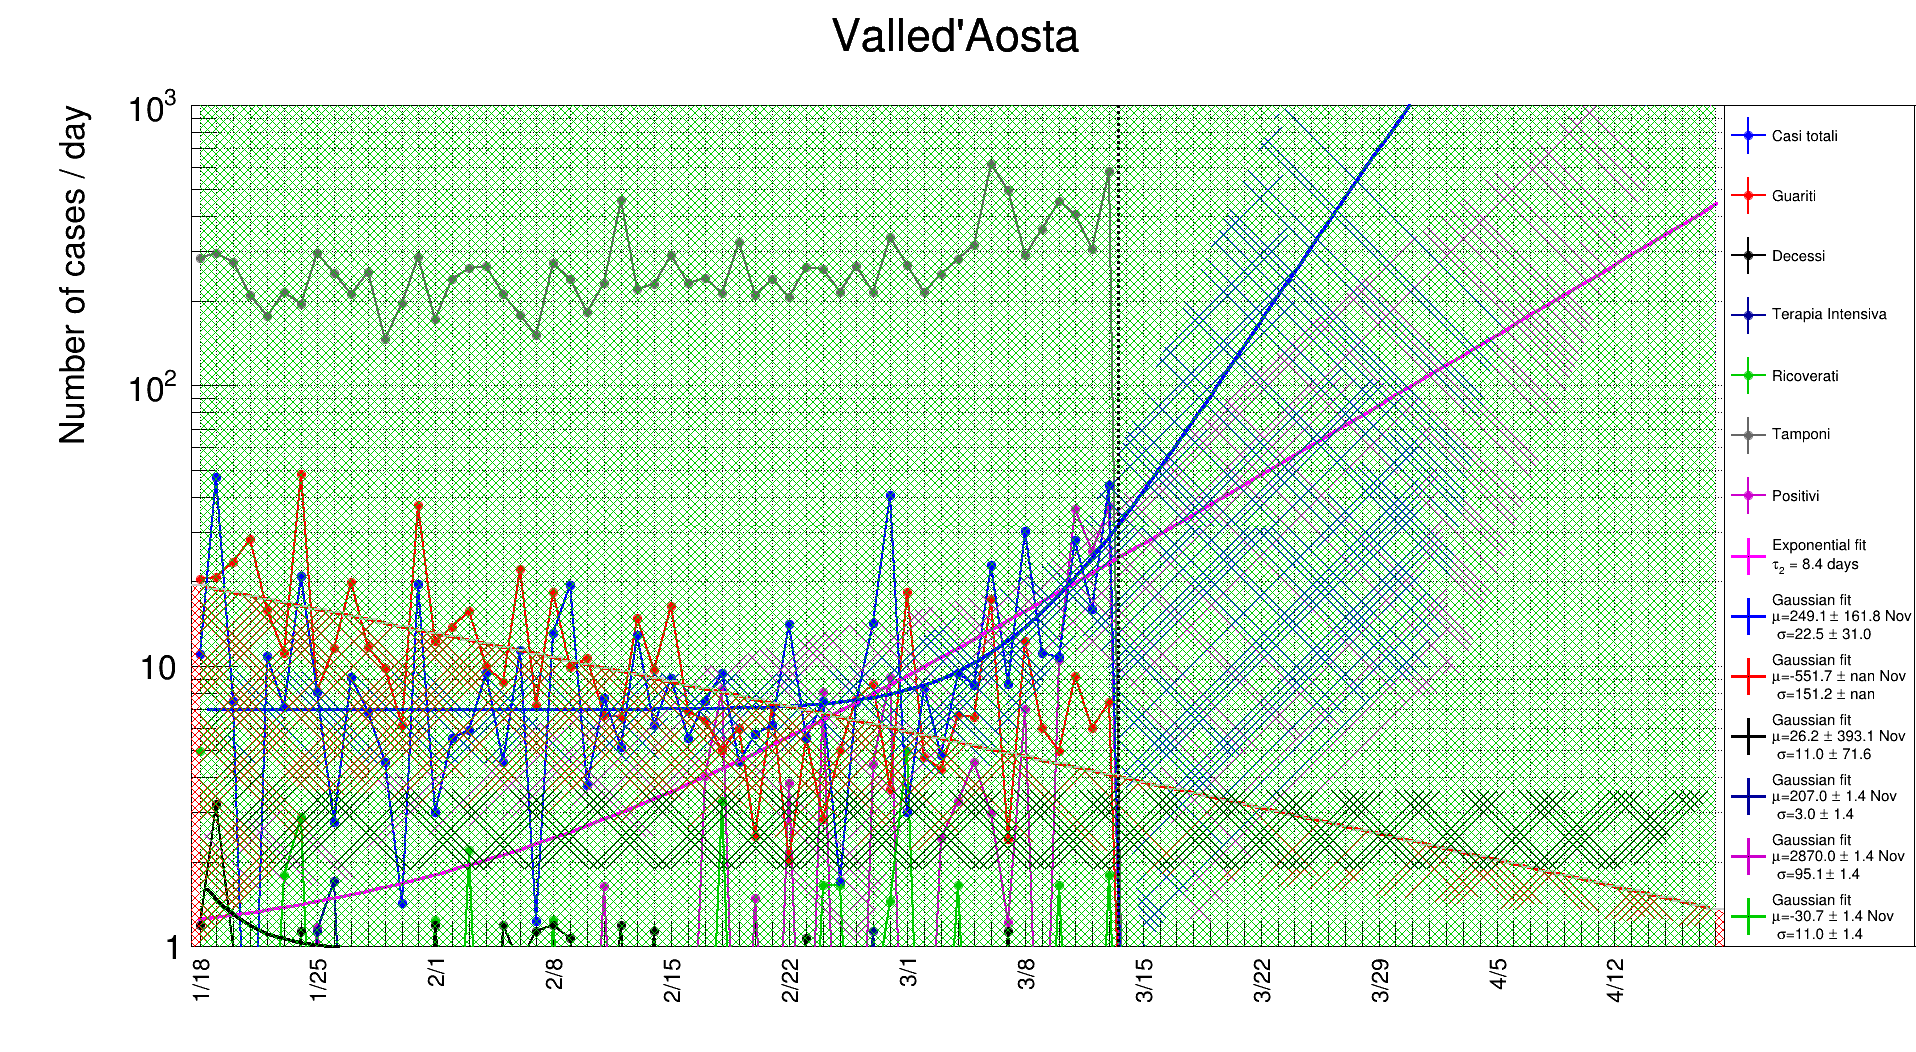 Valled'Aosta
Number of cases / day
10³
10²
10
1
1/18
1/25
2/1
2/8
2/15
2/22
3/1
3/8
3/15
3/22
3/29
4/5
4/12
Casi totali
Guariti
Decessi
Terapia Intensiva
Ricoverati
Tamponi
Positivi
Exponential fit
τ₂ = 8.4 days
Gaussian fit
μ=249.1 ± 161.8 Nov
σ=22.5 ± 31.0
Gaussian fit
μ=-551.7 ± nan Nov
σ=151.2 ± nan
Gaussian fit
μ=26.2 ± 393.1 Nov
σ=11.0 ± 71.6
Gaussian fit
μ=207.0 ± 1.4 Nov
σ=3.0 ± 1.4
Gaussian fit
μ=2870.0 ± 1.4 Nov
σ=95.1 ± 1.4
Gaussian fit
μ=-30.7 ± 1.4 Nov
σ=11.0 ± 1.4